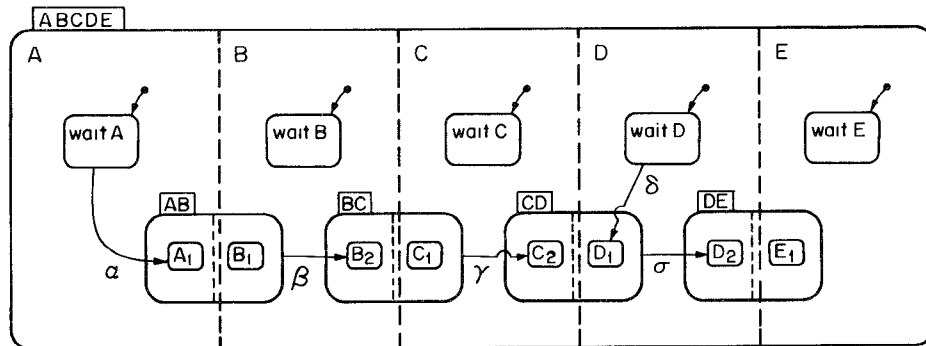 ABCDE
A B C D E
wait A wait B wait C wait D wait E
δ
AB BC CD DE
A₁ B₁ B₂ C₁ C₂ D₁ D₂ E₁
α β γ σ